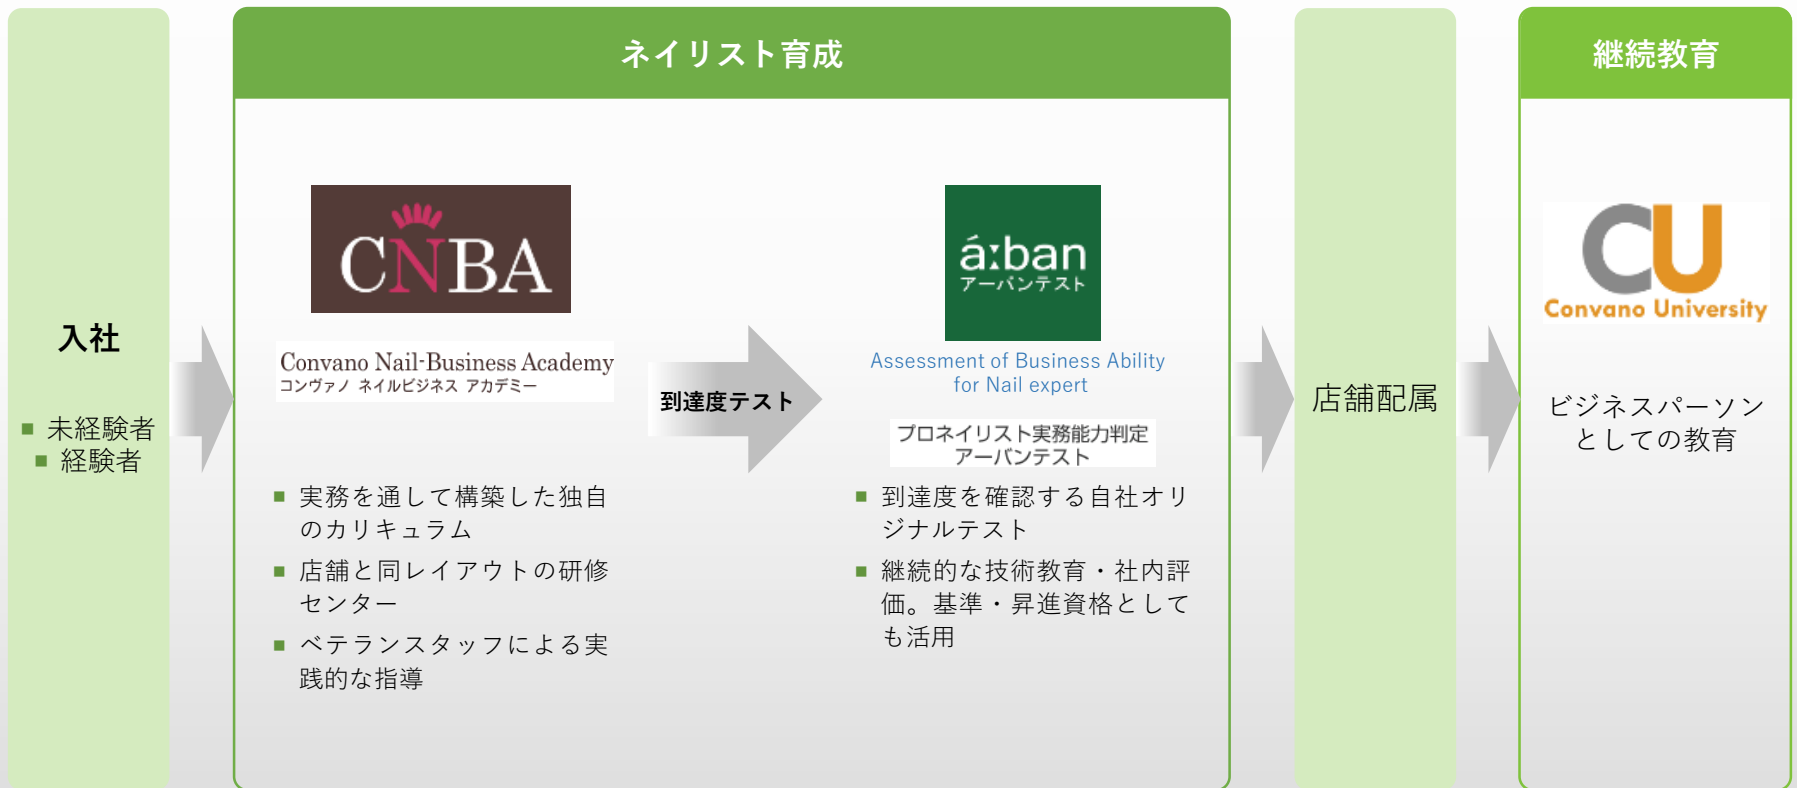 入社
■ 未経験者
■ 経験者
ネイリスト育成
CNBA
Convano Nail-Business Academy
コンヴァノ ネイルビジネス アカデミー
■ 実務を通して構築した独自
のカリキュラム
■ 店舗と同レイアウトの研修
センター
■ ベテランスタッフによる実
践的な指導
到達度テスト
á:ban
アーバンテスト
Assessment of Business Ability
for Nail expert
プロネイリスト実務能力判定
アーバンテスト
■ 到達度を確認する自社オリ
ジナルテスト
■ 継続的な技術教育・社内評
価。基準・昇進資格として
も活用
店舗配属
継続教育
CU
Convano University
ビジネスパーソン
としての教育